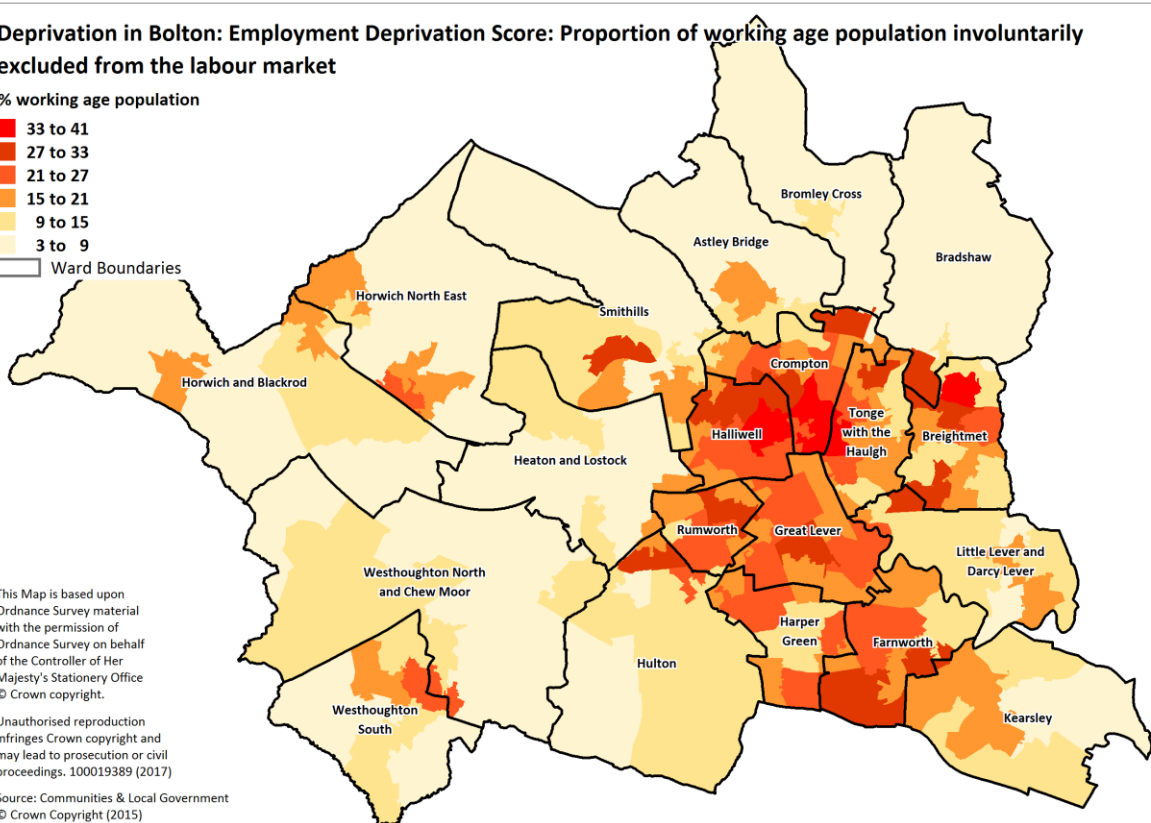 Deprivation in Bolton: Employment Deprivation Score: Proportion of working age population involuntarily
excluded from the labour market
% working age population
33 to 41
27 to 33
21 to 27
15 to 21
9 to 15
3 to 9
Ward Boundaries
Bromley Cross
Astley Bridge
Bradshaw
Horwich North East
Smithills
Crompton
Horwich and Blackrod
Tonge
with the
Haulgh
Halliwell
Breightmet
Heaton and Lostock
Rumworth
Great Lever
Little Lever and
Darcy Lever
Westhoughton North
and Chew Moor
Harper
Green
Farnworth
Hulton
Westhoughton
South
Kearsley
This Map is based upon
Ordnance Survey material
with the permission of
Ordnance Survey on behalf
of the Controller of Her
Majesty's Stationery Office
© Crown copyright.
Unauthorised reproduction
infringes Crown copyright and
may lead to prosecution or civil
proceedings. 100019389 (2017)
Source: Communities & Local Government
© Crown Copyright (2015)